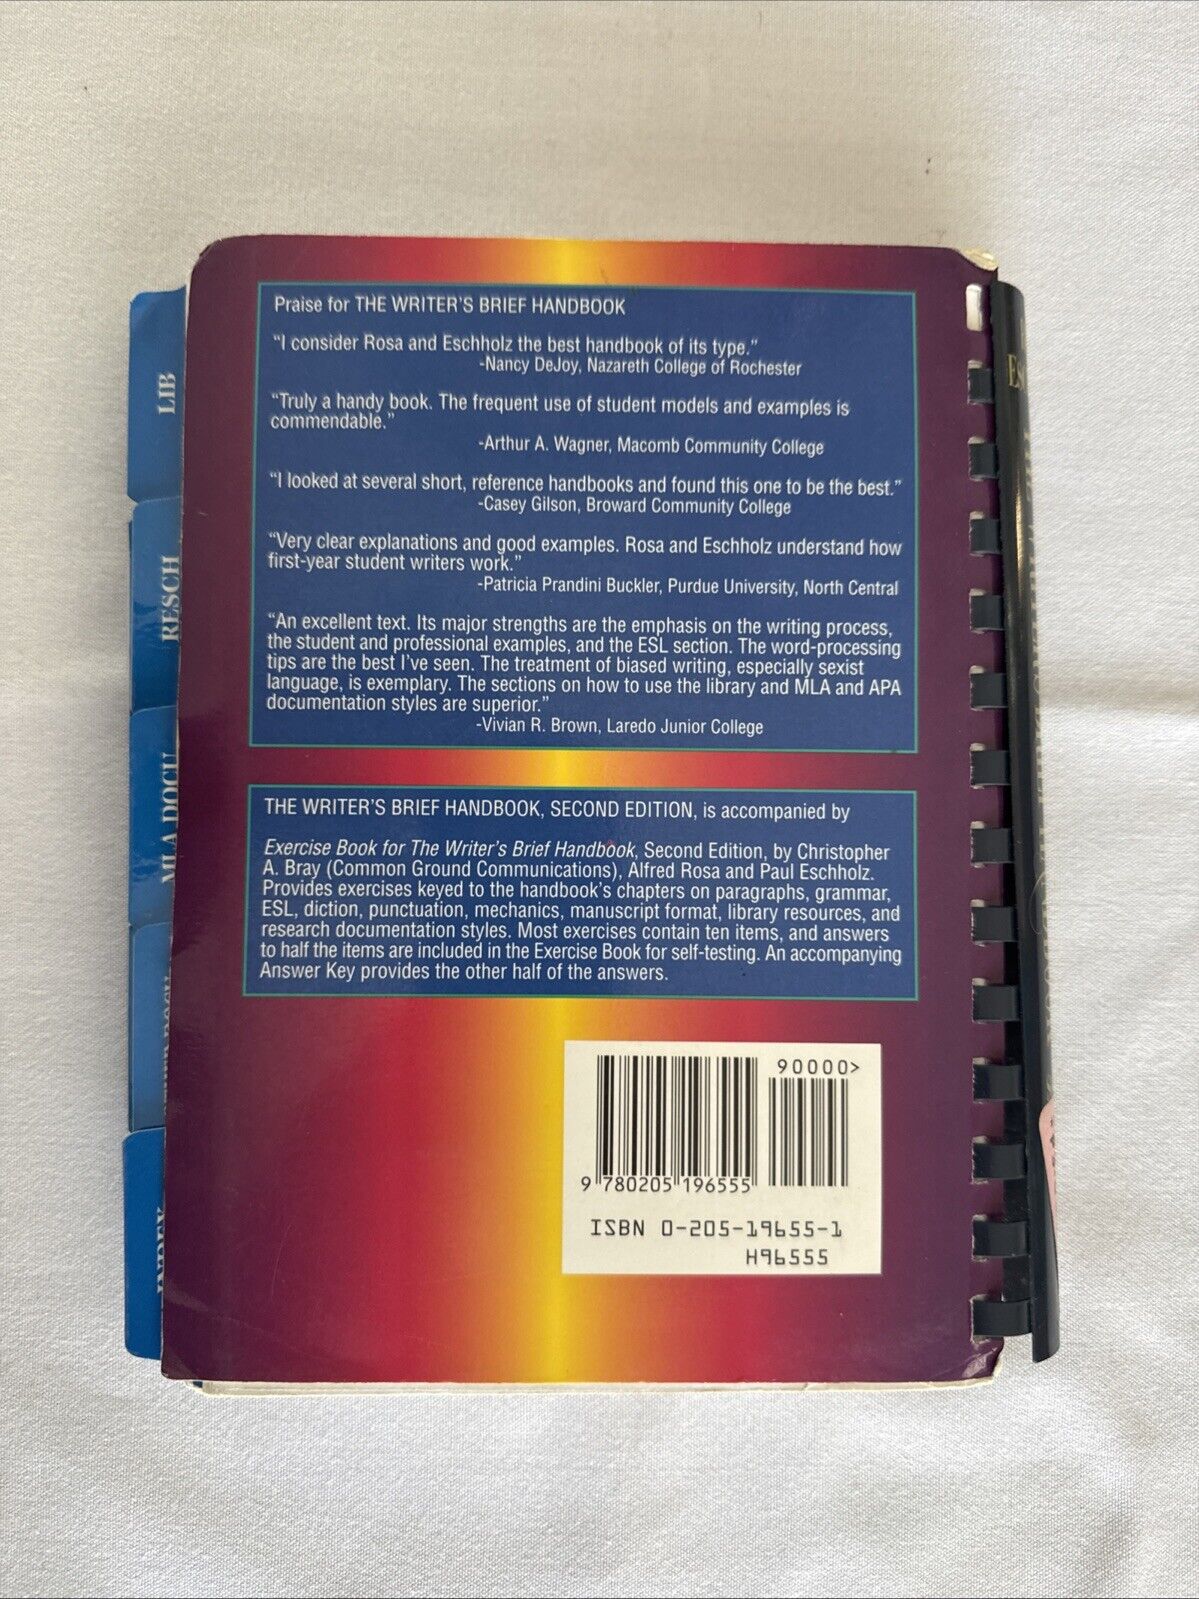 Praise for THE WRITER'S BRIEF HANDBOOK
"I consider Rosa and Eschholz the best handbook of its type."
-Nancy DeJoy, Nazareth College of Rochester
"Truly a handy book. The frequent use of student models and examples is
commendable."
-Arthur A. Wagner, Macomb Community College
"I looked at several short, reference handbooks and found this one to be the best."
-Casey Gilson, Broward Community College
"Very clear explanations and good examples. Rosa and Eschholz understand how
first-year student writers work."
-Patricia Prandini Buckler, Purdue University, North Central
"An excellent text. Its major strengths are the emphasis on the writing process,
the student and professional examples, and the ESL section. The word-processing
tips are the best I've seen. The treatment of biased writing, especially sexist
language, is exemplary. The sections on how to use the library and MLA and APA
documentation styles are superior."
-Vivian R. Brown, Laredo Junior College
THE WRITER'S BRIEF HANDBOOK, SECOND EDITION, is accompanied by
Exercise Book for The Writer's Brief Handbook, Second Edition, by Christopher
A. Bray (Common Ground Communications), Alfred Rosa and Paul Eschholz.
Provides exercises keyed to the handbook's chapters on paragraphs, grammar,
ESL, diction, punctuation, mechanics, manuscript format, library resources, and
research documentation styles. Most exercises contain ten items, and answers
to half the items are included in the Exercise Book for self-testing. An accompanying
Answer Key provides the other half of the answers.
90000>
9 780205 196555
ISBN 0-205-19655-1
H96555
LIB
RESCH
MLA DOCU
INDEX